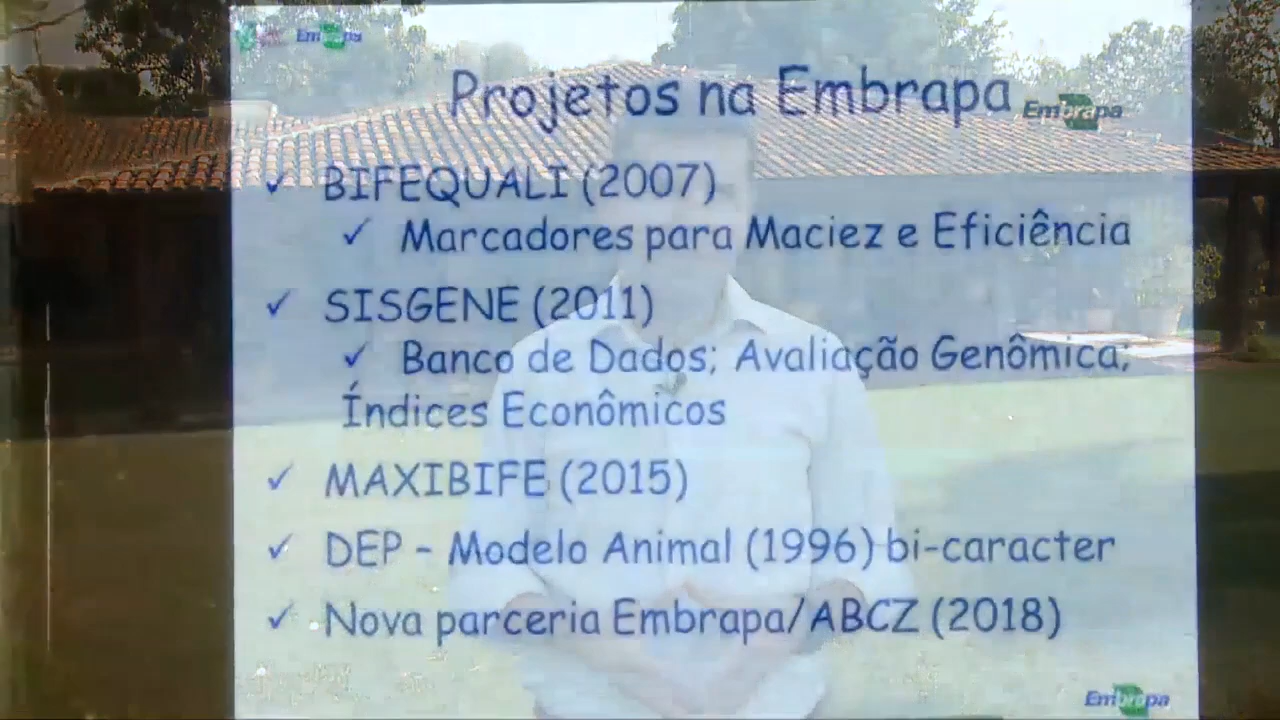 Embrapa
Projetos na Embrapa
Embrapa
✓ BIFEQUALI (2007)
✓ Marcadores para Maciez e Eficiência
✓ SISGENE (2011)
✓ Banco de Dados; Avaliação Genômica;
Índices Econômicos
✓ MAXIBIFE (2015)
✓ DEP - Modelo Animal (1996) bi-caracter
✓ Nova parceria Embrapa/ABCZ (2018)
Embrapa